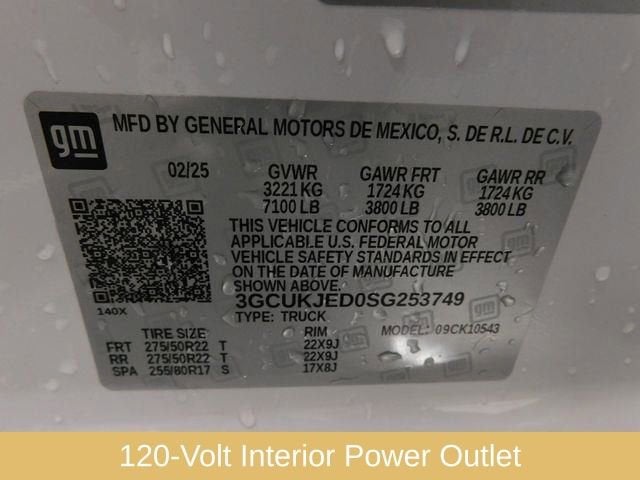 gm
MFD BY GENERAL MOTORS DE MEXICO, S. DE R.L. DE C.V.
02/25 GVWR GAWR FRT GAWR RR
3221 KG 1724 KG 1724 KG
7100 LB 3800 LB 3800 LB
THIS VEHICLE CONFORMS TO ALL
APPLICABLE U.S. FEDERAL MOTOR
VEHICLE SAFETY STANDARDS
IN EFFECT ON THE DATE OF MANUFACTURE
SHOWN ABOVE.
3GCUKJED0SG253749
140X TYPE: TRUCK MODEL: 09CK10543
TIRE SIZE RIM
FRT 275/50R22 T 22X9J
RR 275/50R22 T 22X9J
SPA 255/80R17 S 17X8J
120-Volt Interior Power Outlet